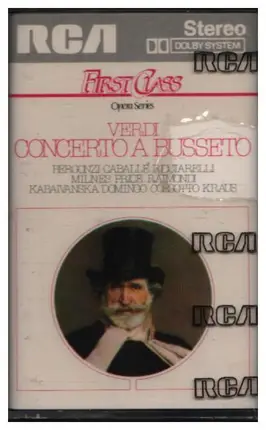 RCA
Stereo
DOLBY SYSTEM
RCA
FIRST CLASS
Opera Series
VERDI
CONCERTO A BUSSETO
BERGONZI CABALLÉ RICCIARELLI
MILNES PRICE RAIMONDI
KABAIVANSKA DOMINGO COSSOTTO KRAUS
RCA
RCA
RCA